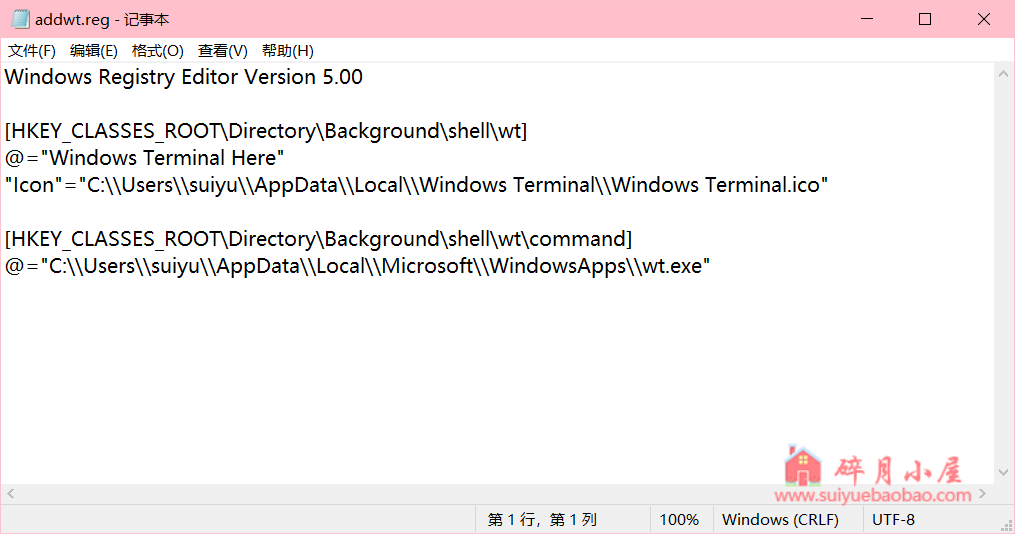 addwt.reg - 记事本
文件(F) 编辑(E) 格式(O) 查看(V) 帮助(H)
Windows Registry Editor Version 5.00
[HKEY_CLASSES_ROOT\Directory\Background\shell\wt]
@="Windows Terminal Here"
"Icon"="C:\\Users\\suiyu\\AppData\\Local\\Windows Terminal\\Windows Terminal.ico"
[HKEY_CLASSES_ROOT\Directory\Background\shell\wt\command]
@="C:\\Users\\suiyu\\AppData\\Local\\Microsoft\\WindowsApps\\wt.exe"
碎月小屋
www.suiyuebaobao.com
第 1 行，第 1 列 100% Windows (CRLF) UTF-8